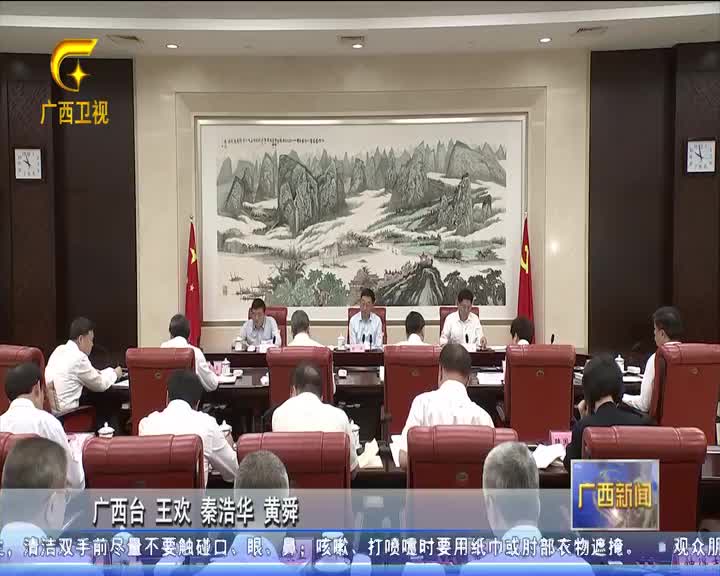 广西卫视
广西台 王欢 秦浩华 黄舜
广西新闻
，清洁双手前尽量不要触碰口、眼、鼻；咳嗽、打喷嚏时要用纸巾或肘部衣物遮掩。 ▪ 观众朋